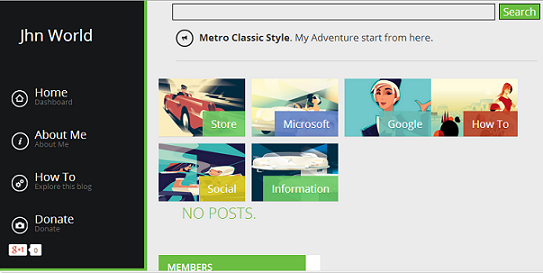 Jhn World
Home
Dashboard
About Me
About Me
How To
Explore this blog
Donate
Donate
g+1 0
Search
Metro Classic Style. My Adventure start from here.
Store
Microsoft
Google
How To
Social
Information
NO POSTS.
MEMBERS